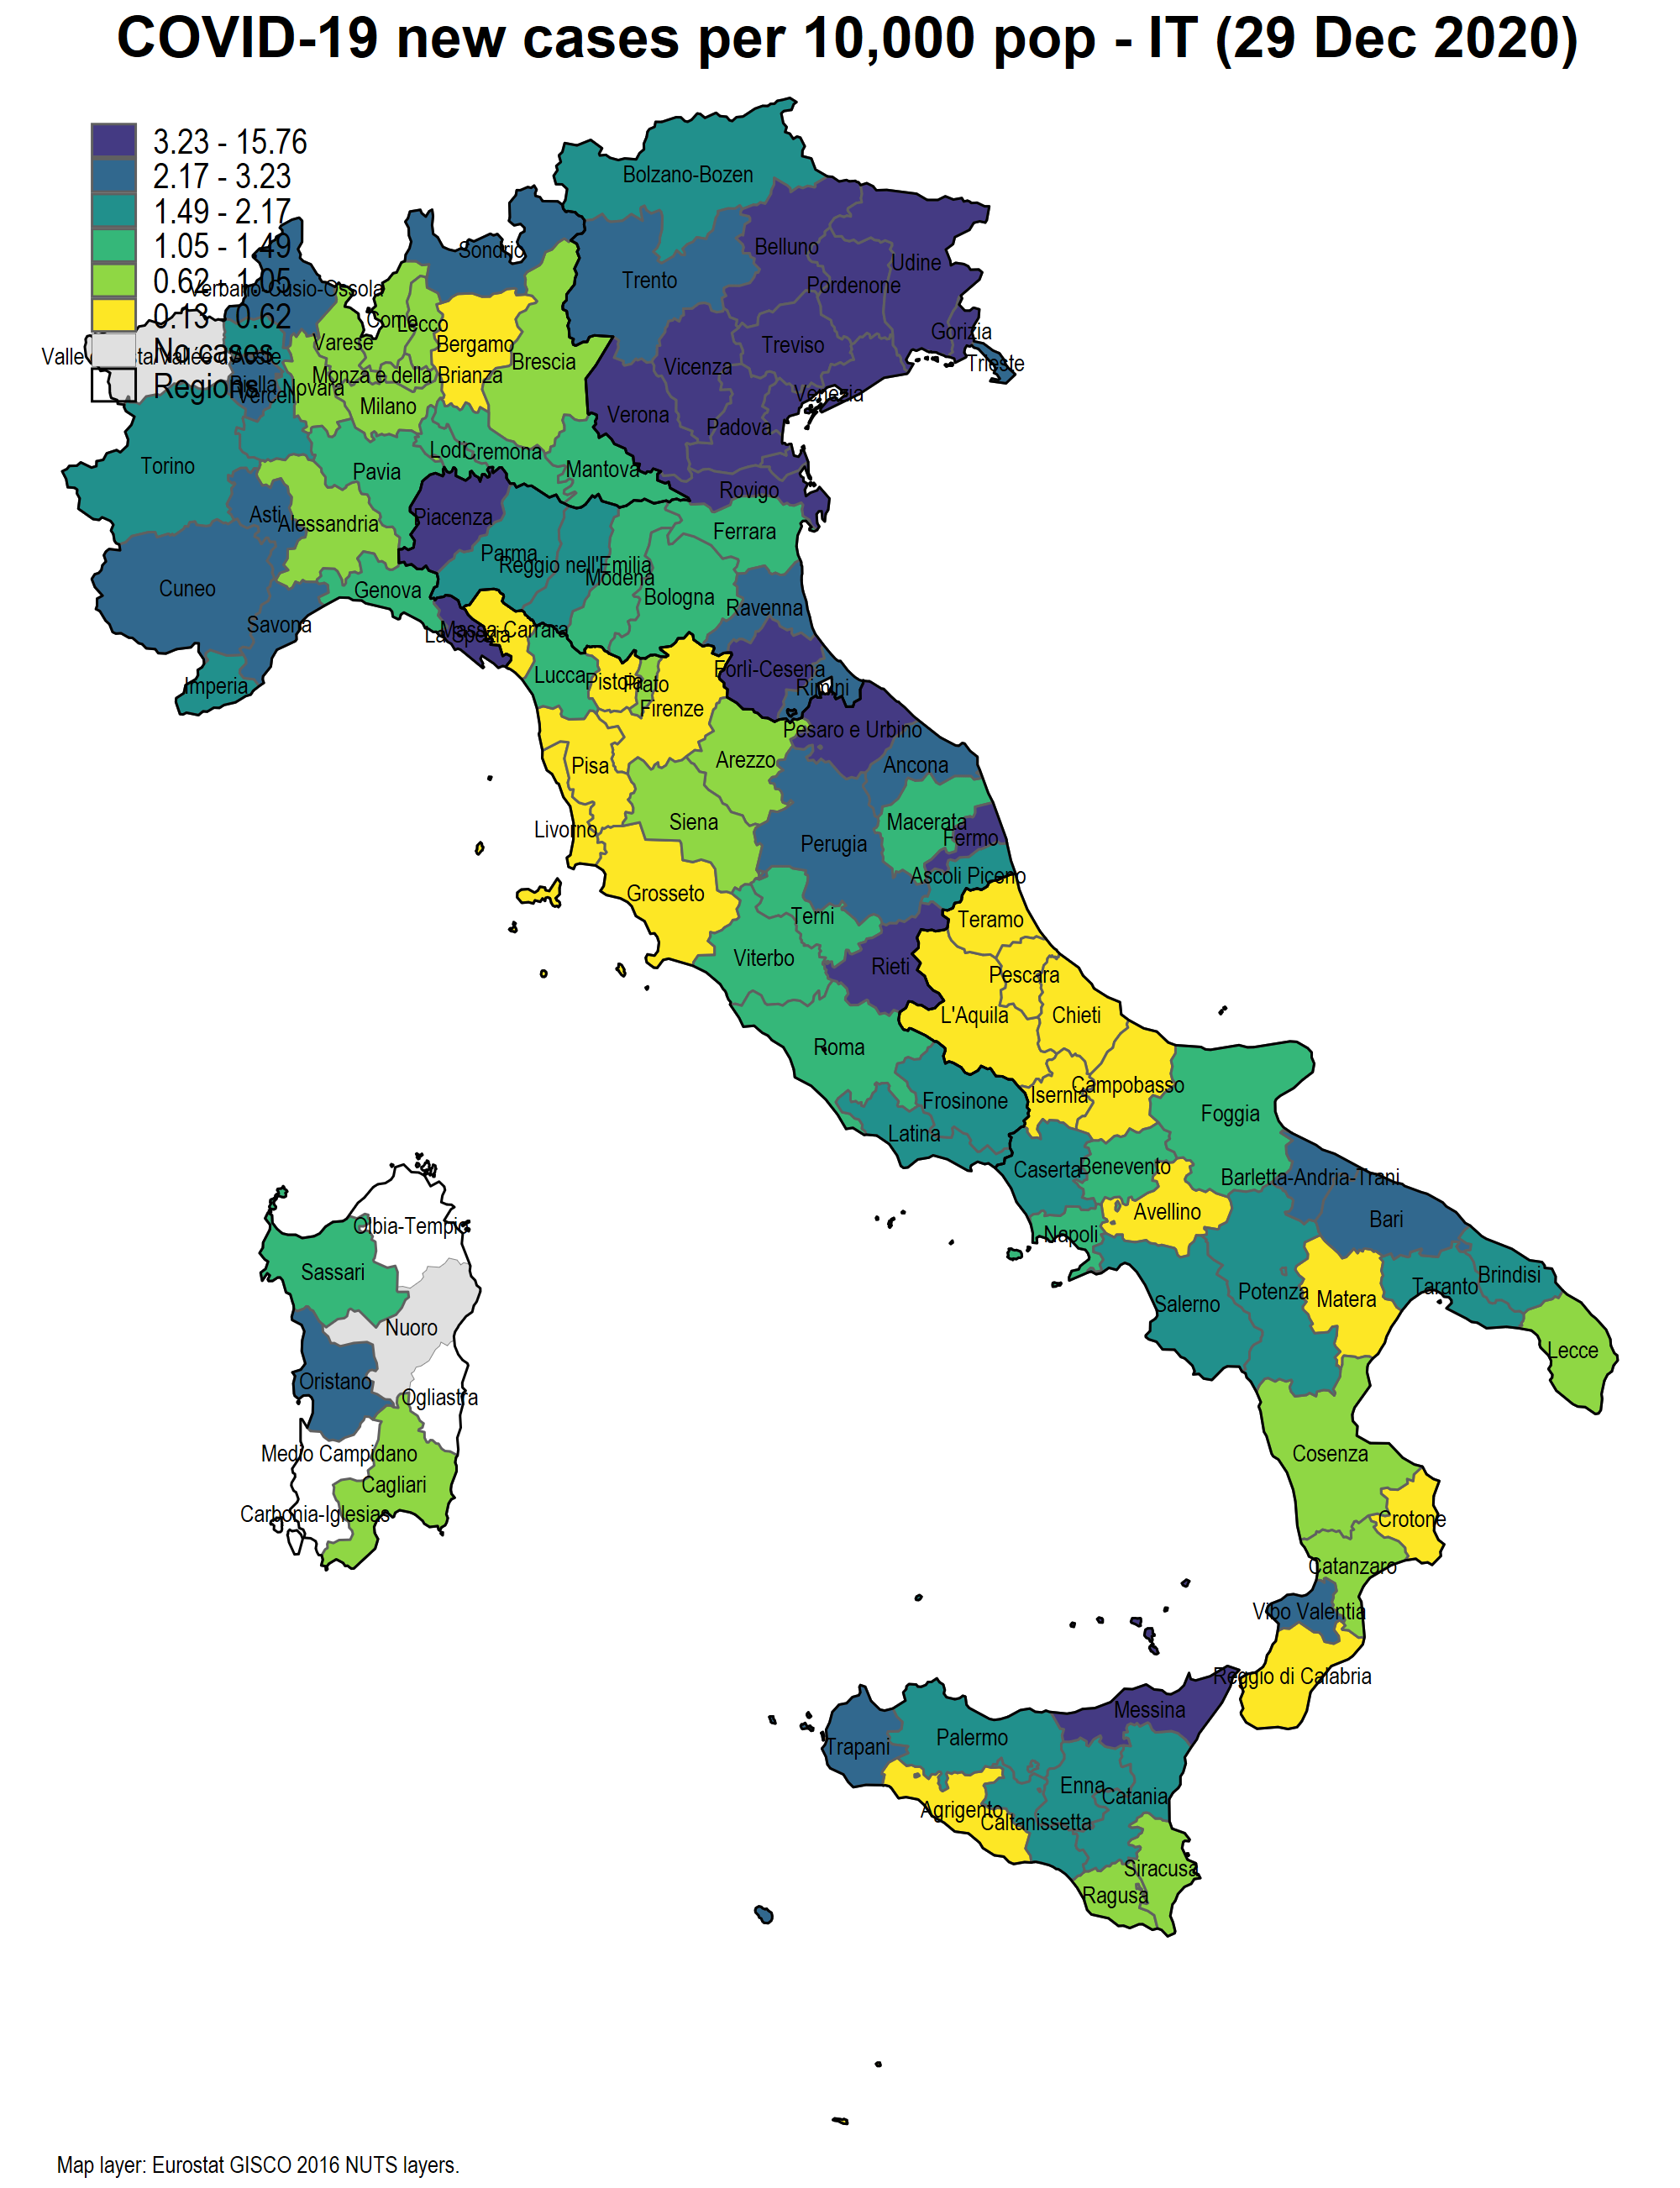 COVID-19 new cases per 10,000 pop - IT (29 Dec 2020)
3.23 - 15.76
2.17 - 3.23
1.49 - 2.17
1.05 - 1.49
0.62 - 1.05
0.13 - 0.62
No cases
Regions
Bolzano-Bozen
Sondrio
Belluno
Udine
Trento
Pordenone
Verbano-Cusio-Ossola
Como
Lecco
Gorizia
Varese
Bergamo
Treviso
Valle d'Aosta/Vallée d'Aoste
Brescia
Vicenza
Trieste
Monza e della Brianza
Biella
Novara
Vercelli
Venezia
Milano
Verona
Padova
Lodi
Cremona
Torino
Pavia
Mantova
Rovigo
Asti
Alessandria
Piacenza
Ferrara
Parma
Reggio nell'Emilia
Modena
Cuneo
Genova
Bologna
Ravenna
Savona
La Spezia
Massa-Carrara
Forlì-Cesena
Imperia
Lucca
Pistoia
Prato
Rimini
Firenze
Pesaro e Urbino
Pisa
Arezzo
Ancona
Livorno
Siena
Macerata
Perugia
Fermo
Ascoli Piceno
Grosseto
Terni
Teramo
Viterbo
Rieti
Pescara
L'Aquila
Chieti
Roma
Campobasso
Isernia
Frosinone
Foggia
Latina
Caserta
Benevento
Barletta-Andria-Trani
Avellino
Bari
Olbia-Tempio
Napoli
Sassari
Brindisi
Taranto
Potenza
Matera
Salerno
Nuoro
Lecce
Oristano
Ogliastra
Medio Campidano
Cosenza
Cagliari
Carbonia-Iglesias
Crotone
Catanzaro
Vibo Valentia
Reggio di Calabria
Messina
Palermo
Trapani
Enna
Catania
Agrigento
Caltanissetta
Siracusa
Ragusa
Map layer: Eurostat GISCO 2016 NUTS layers.